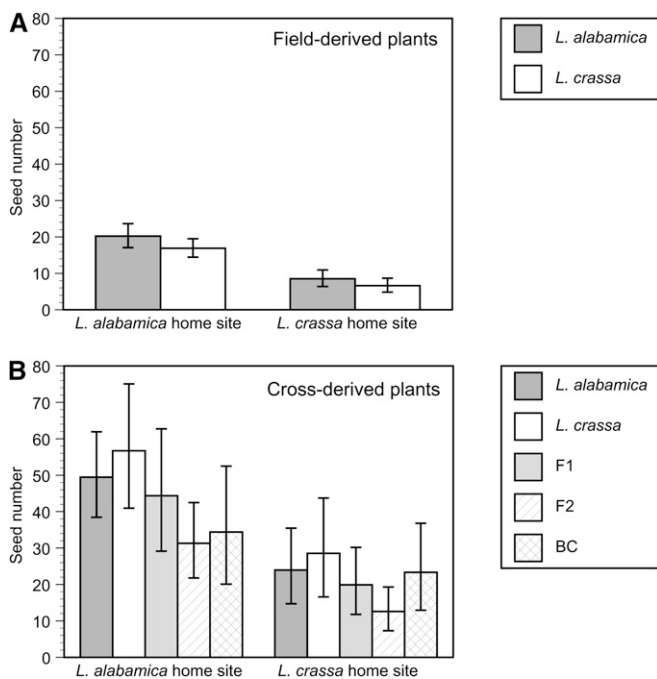 A
Field-derived plants
Seed number
80
70
60
50
40
30
20
10
0
L. alabamica home site
L. crassa home site
L. alabamica
L. crassa
B
Cross-derived plants
Seed number
80
70
60
50
40
30
20
10
0
L. alabamica home site
L. crassa home site
L. alabamica
L. crassa
F1
F2
BC